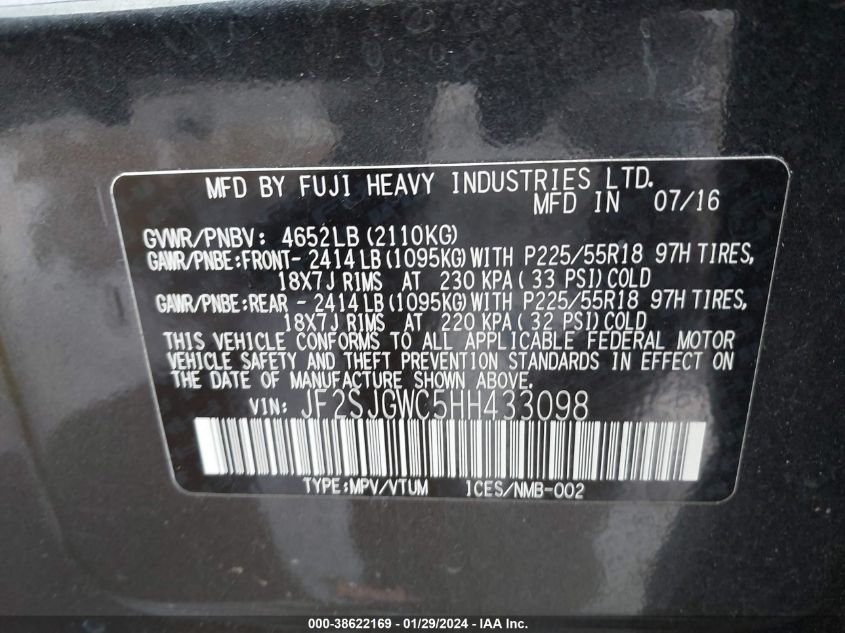 MFD BY FUJI HEAVY INDUSTRIES LTD.
MFD IN 07/16
GVWR/PNBV: 4652LB (2110KG)
GAWR/PNBE:FRONT- 2414 LB (1095KG) WITH P225/55R18 97H TIRES,
18X7J RIMS AT 230 KPA ( 33 PSI) COLD
GAWR/PNBE:REAR - 2414 LB (1095KG) WITH P225/55R18 97H TIRES,
18X7J RIMS AT 220 KPA ( 32 PSI) COLD
THIS VEHICLE CONFORMS TO ALL APPLICABLE FEDERAL MOTOR
VEHICLE SAFETY AND THEFT PREVENTION STANDARDS IN EFFECT ON
THE DATE OF MANUFACTURE SHOWN ABOVE.
VIN: JF2SJGWC5HH433098
TYPE:MPV/VTUM ICES/NMB-002
000-38622169 - 01/29/2024 - IAA Inc.